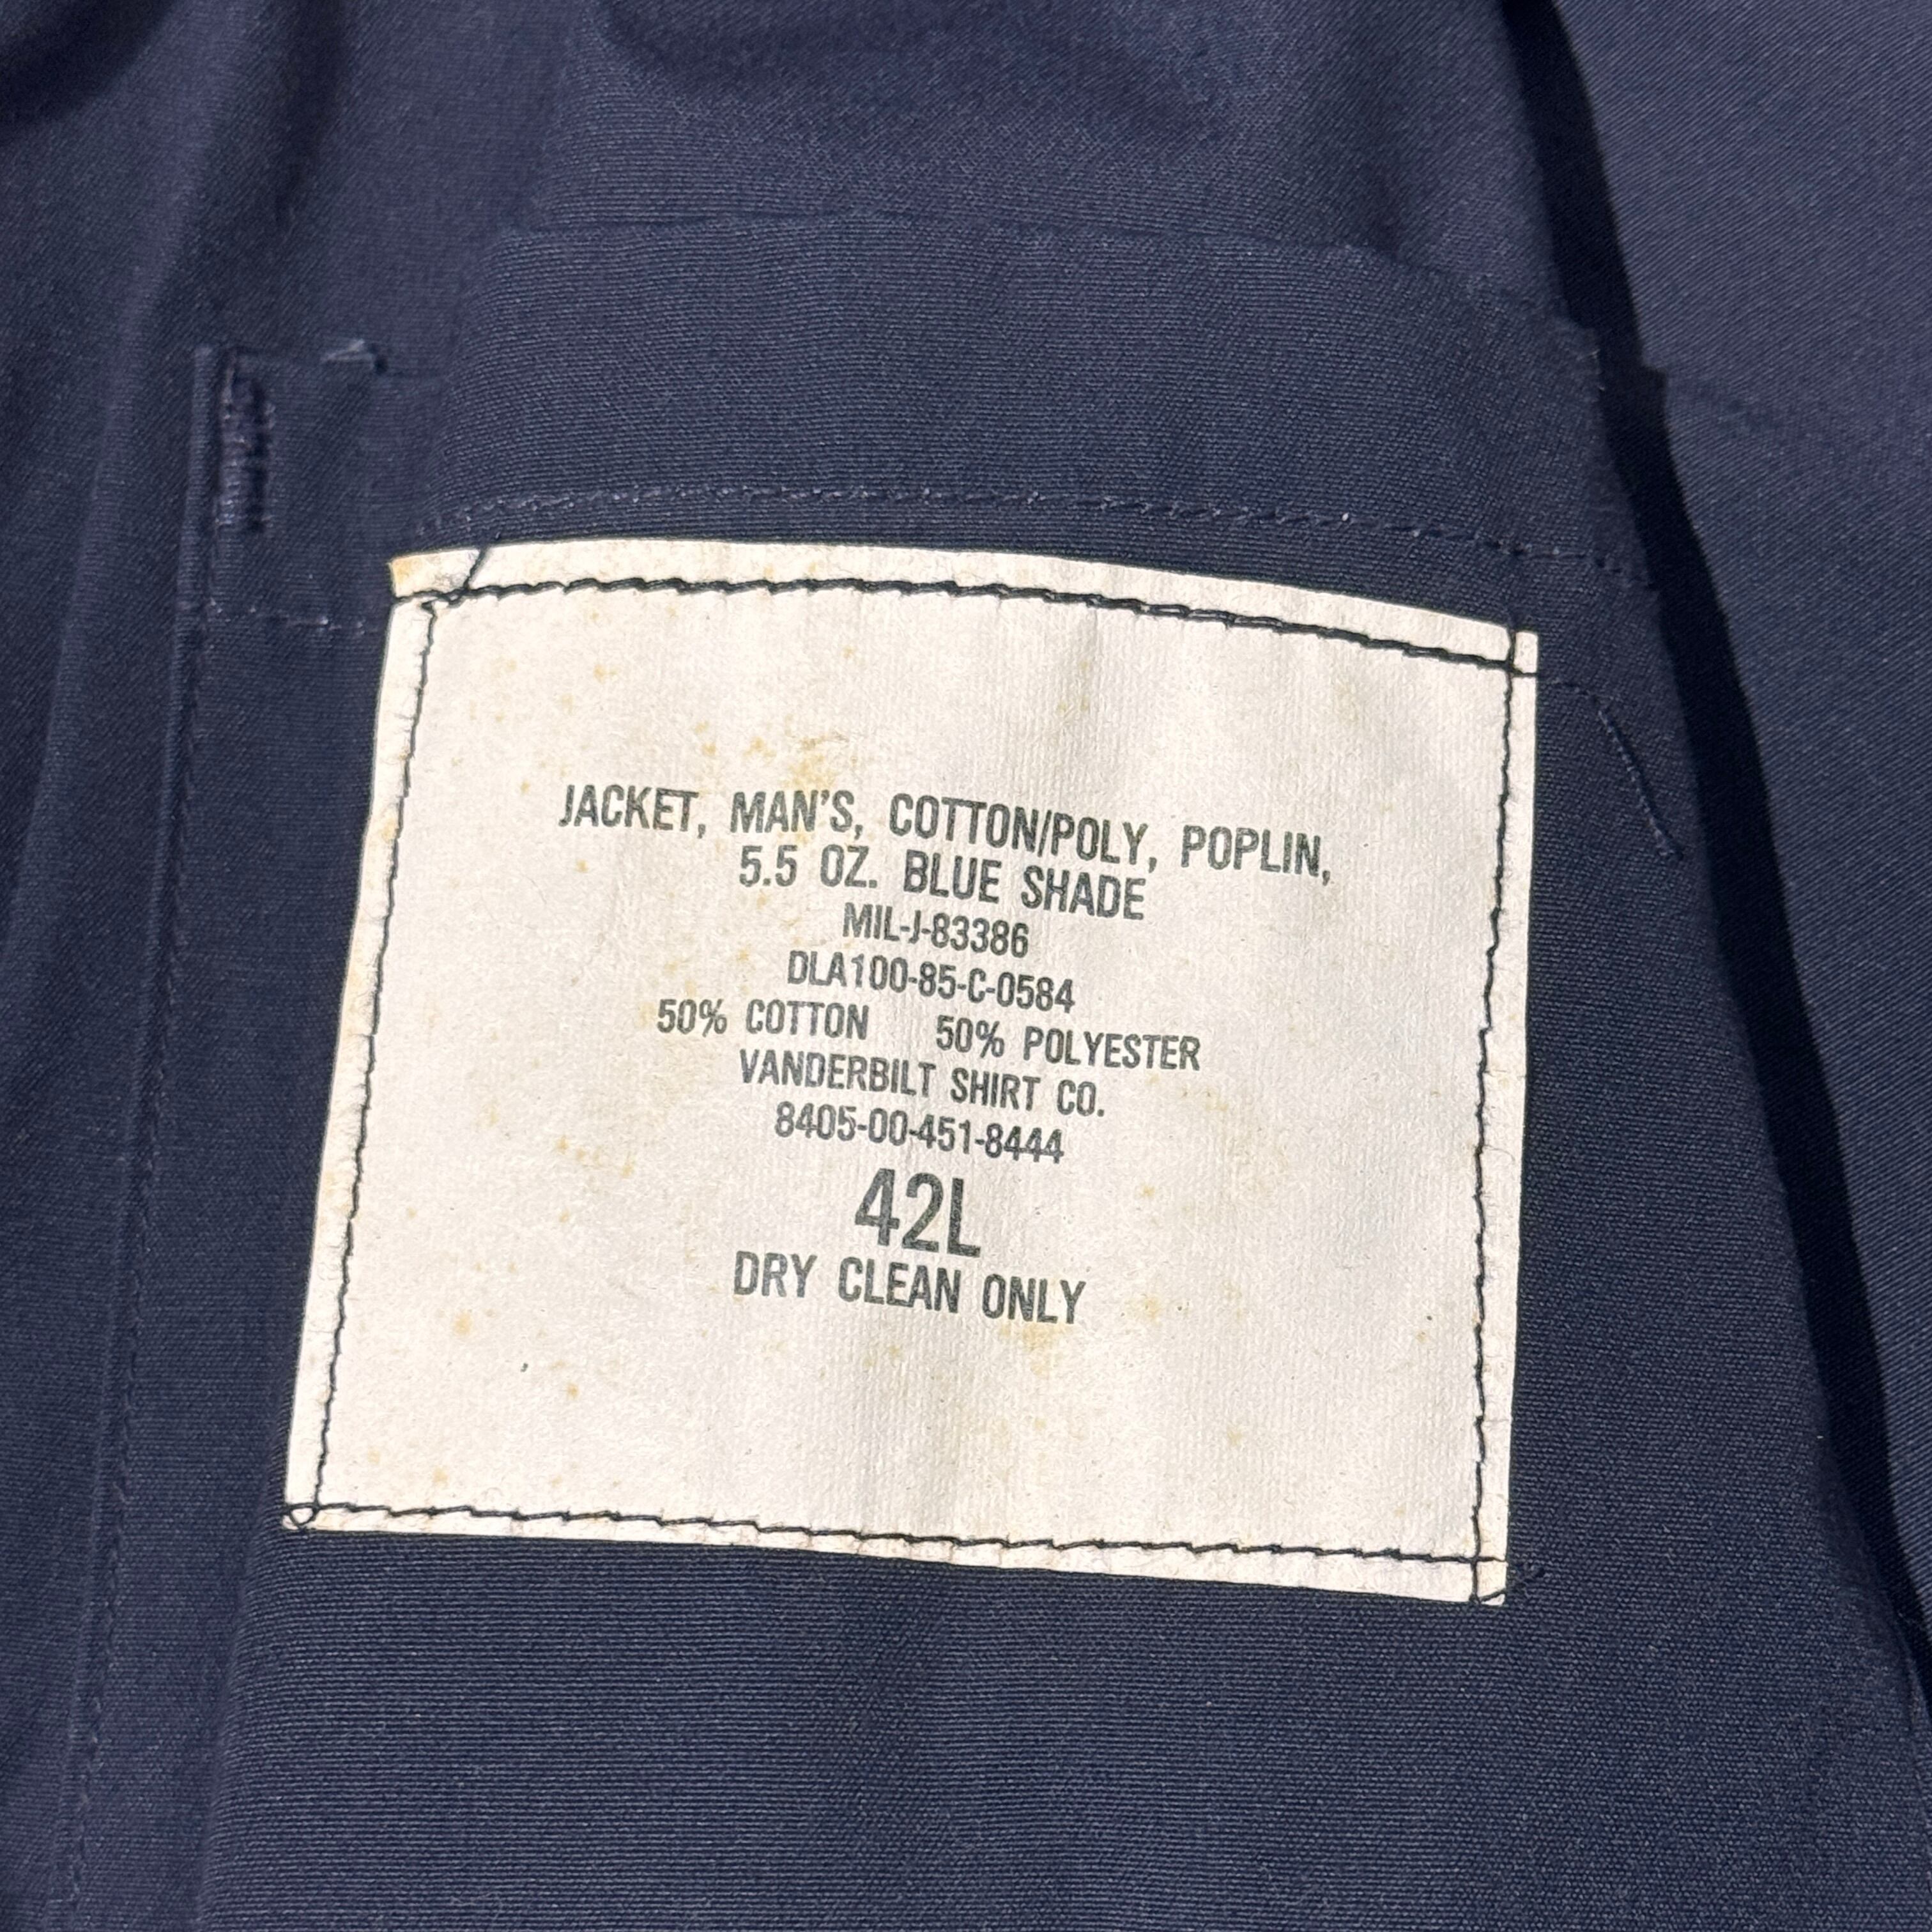 JACKET, MAN'S, COTTON/POLY, POPLIN,
5.5 OZ. BLUE SHADE
MIL-J-83386
DLA100-85-C-0584
50% COTTON 50% POLYESTER
VANDERBILT SHIRT CO.
8405-00-451-8444
42L
DRY CLEAN ONLY